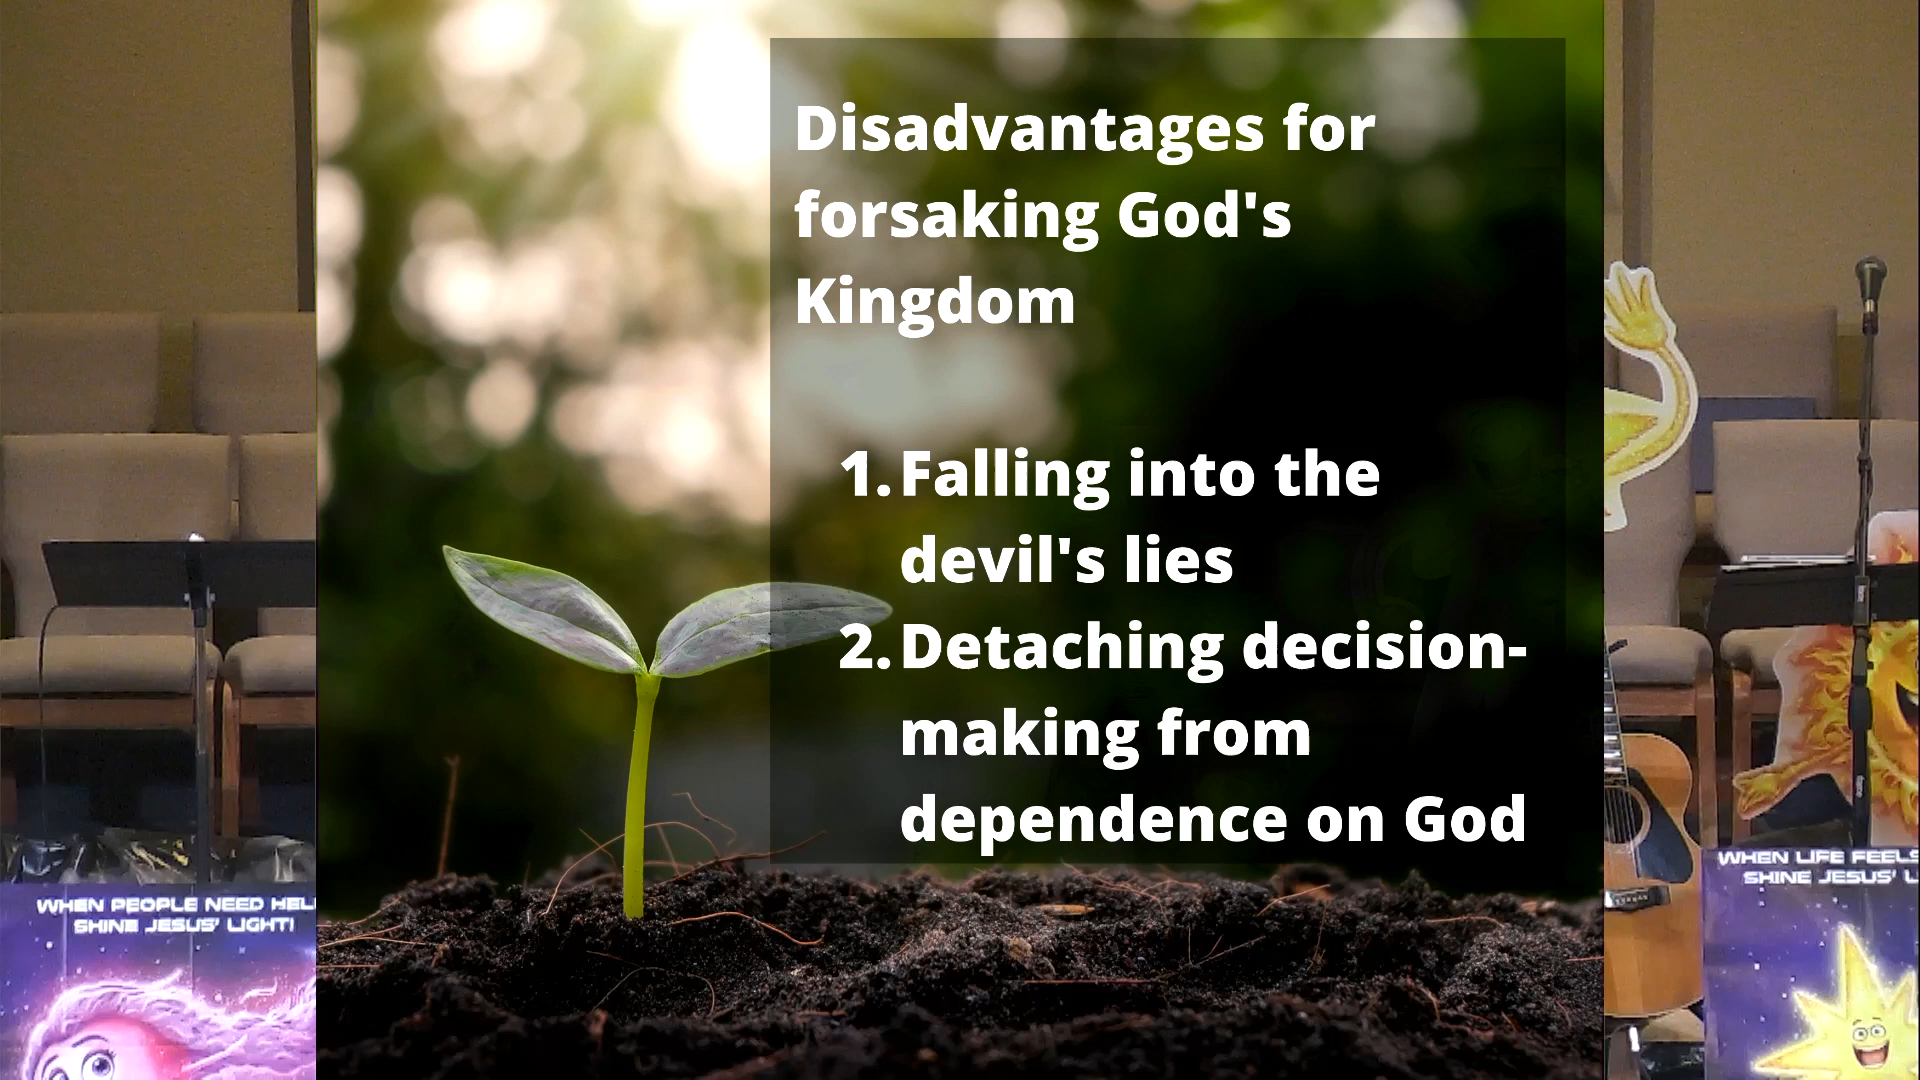 Disadvantages for
forsaking God's
Kingdom
1. Falling into the
devil's lies
2. Detaching decision-
making from
dependence on God
WHEN PEOPLE NEED HEL
SHINE JESUS' LIGHT!
WHEN LIFE FEELS
SHINE JESUS' L